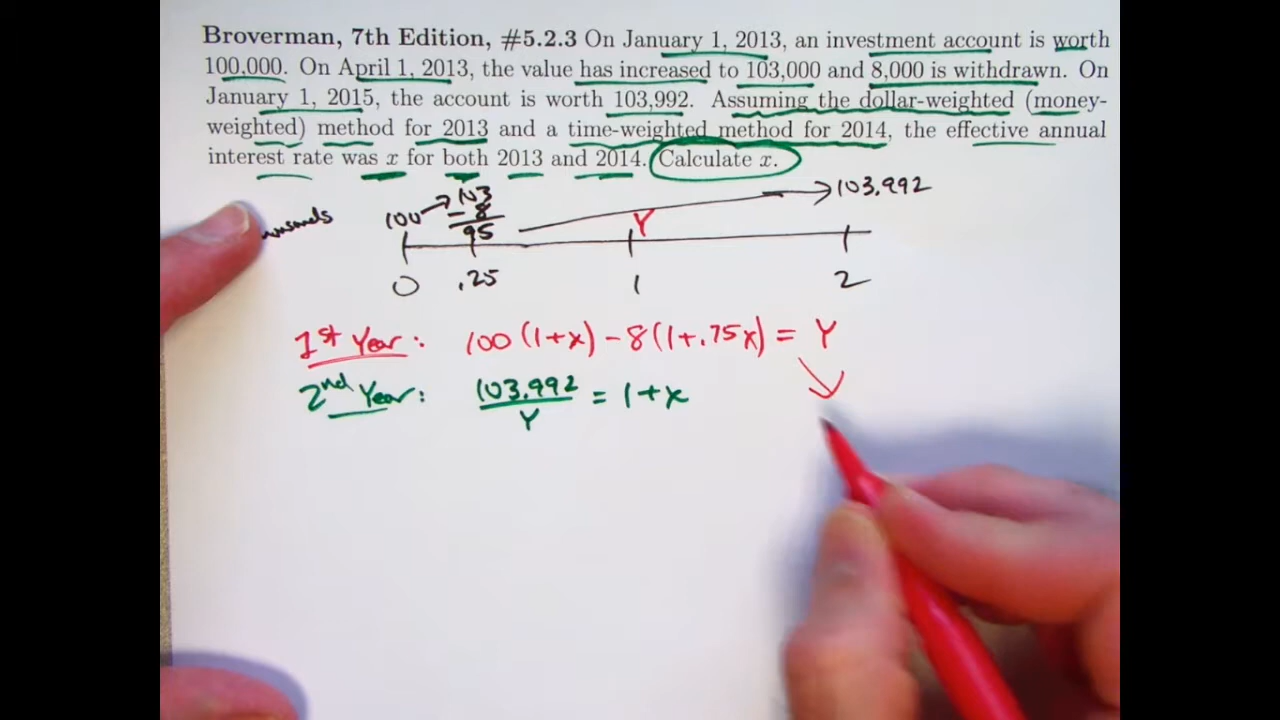 Broverman, 7th Edition, #5.2.3 On January 1, 2013, an investment account is worth
100,000. On April 1, 2013, the value has increased to 103,000 and 8,000 is withdrawn. On
January 1, 2015, the account is worth 103,992. Assuming the dollar-weighted (money-
weighted) method for 2013 and a time-weighted method for 2014, the effective annual
interest rate was x for both 2013 and 2014. Calculate x.
103
100 - 8 Y 103.992
95
0 .25 1 2
1st Year: 100(1+x) - 8(1+.75x) = Y
2nd Year: 103.992/Y = 1+x